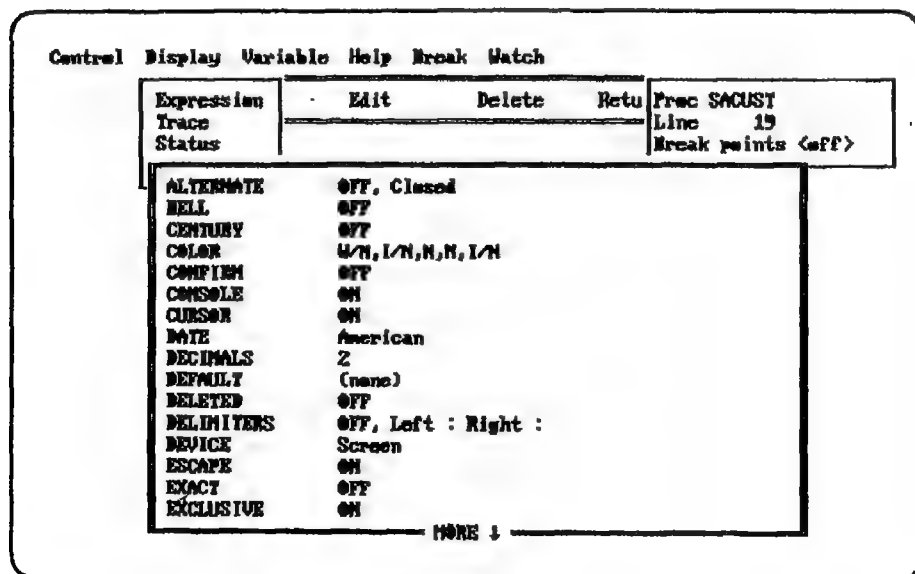 Control Display Variable Help Break Watch
Expression Edit Delete Retu Proc SACUST
Trace Line 19
Status Break points <off>
ALTERNATE OFF, Closed
BELL OFF
CENTURY OFF
COLOR W/N,I/N,N,N,I/N
CONFIRM OFF
CONSOLE ON
CURSOR ON
DATE American
DECIMALS 2
DEFAULT (none)
DELETED OFF
DELIMITERS OFF, Left : Right :
DEVICE Screen
ESCAPE ON
EXACT OFF
EXCLUSIVE ON
MORE ↓